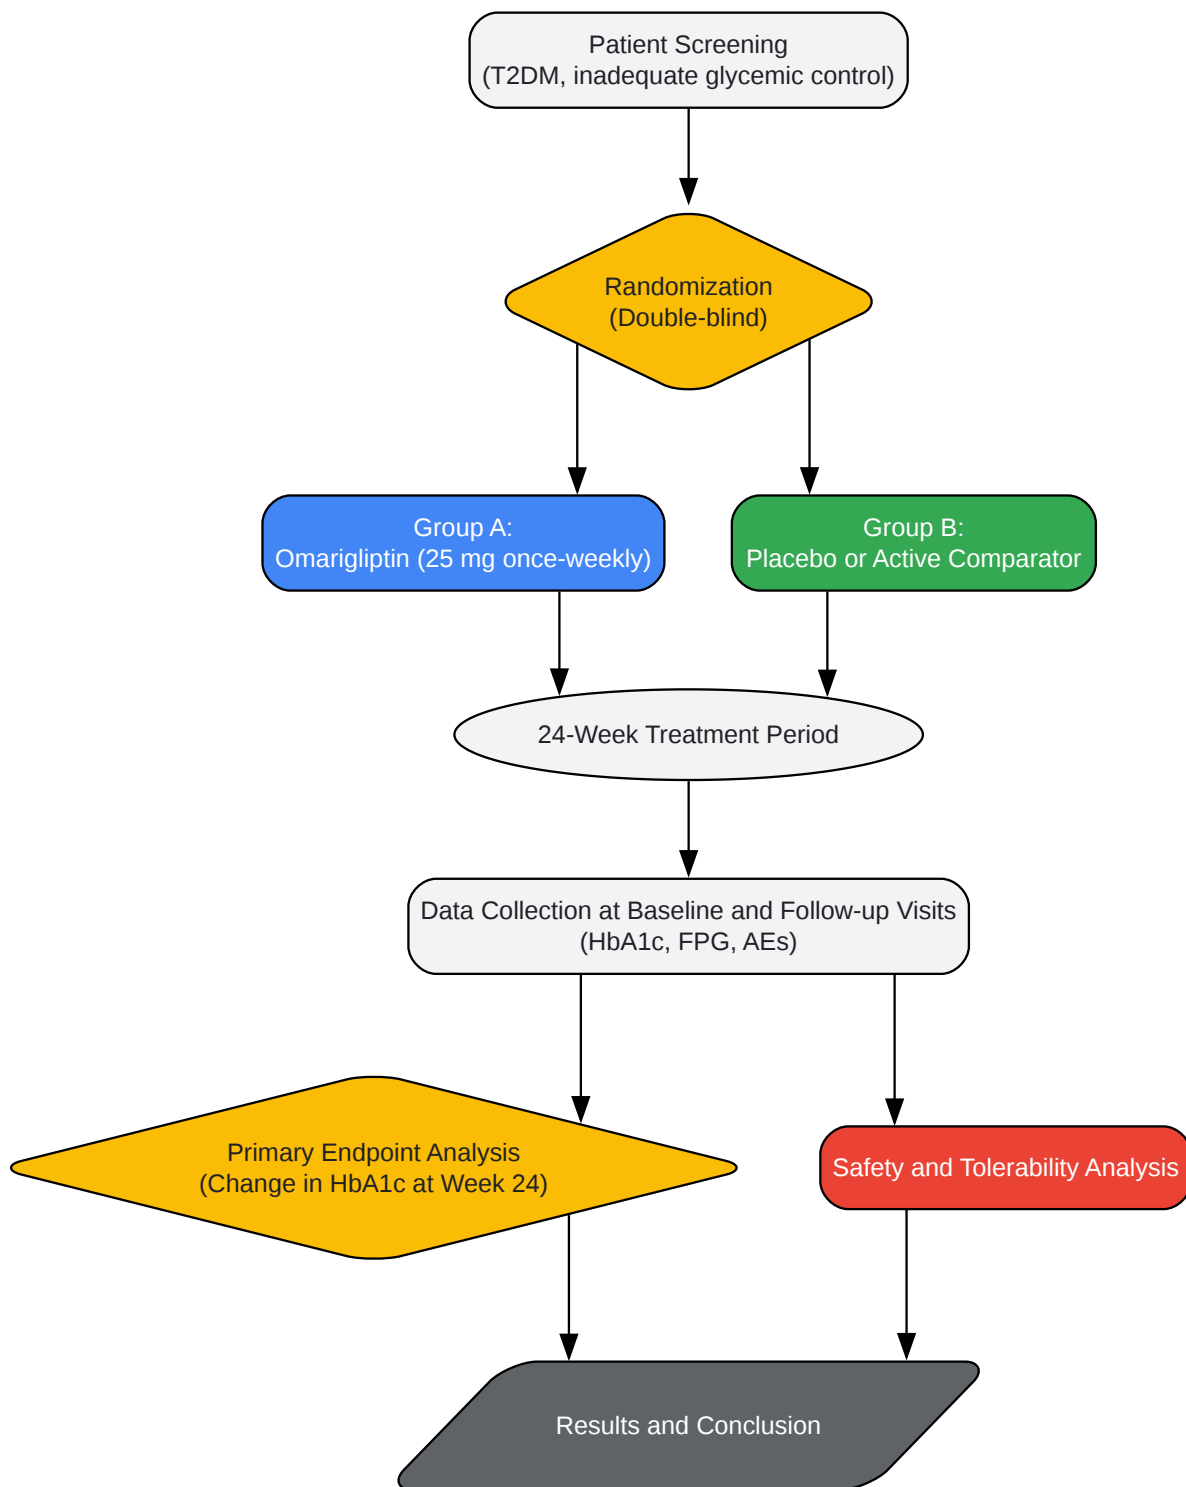 Patient Screening
(T2DM, inadequate glycemic control)
Randomization
(Double-blind)
Group A:
Omarigliptin (25 mg once-weekly)
Group B:
Placebo or Active Comparator
24-Week Treatment Period
Data Collection at Baseline and Follow-up Visits
(HbA1c, FPG, AEs)
Primary Endpoint Analysis
(Change in HbA1c at Week 24)
Safety and Tolerability Analysis
Results and Conclusion